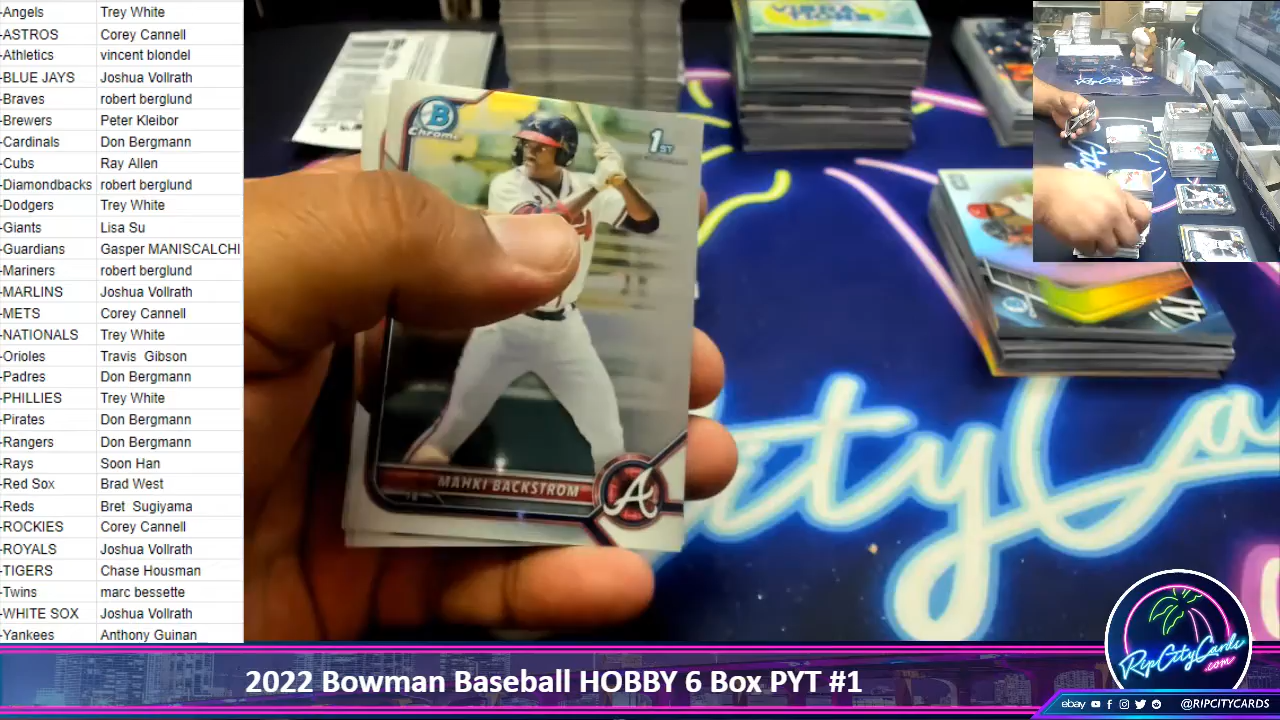 -Angels Trey White
-ASTROS Corey Cannell
-Athletics vincent blondel
-BLUE JAYS Joshua Vollrath
-Braves robert berglund
-Brewers Peter Kleibor
-Cardinals Don Bergmann
-Cubs Ray Allen
-Diamondbacks robert berglund
-Dodgers Trey White
-Giants Lisa Su
-Guardians Gasper MANISCALCHI
-Mariners robert berglund
-MARLINS Joshua Vollrath
-METS Corey Cannell
-NATIONALS Trey White
-Orioles Travis Gibson
-Padres Don Bergmann
-PHILLIES Trey White
-Pirates Don Bergmann
-Rangers Don Bergmann
-Rays Soon Han
-Red Sox Brad West
-Reds Bret Sugiyama
-ROCKIES Corey Cannell
-ROYALS Joshua Vollrath
-TIGERS Chase Housman
-Twins marc bessette
-WHITE SOX Joshua Vollrath
-Yankees Anthony Guinan
B
Chrome
1ST
MAHKI BACKSTROM
A
VIBRATIONS
ityCa
RipCityCards
.com
2022 Bowman Baseball HOBBY 6 Box PYT #1
ebay @RIPCITYCARDS